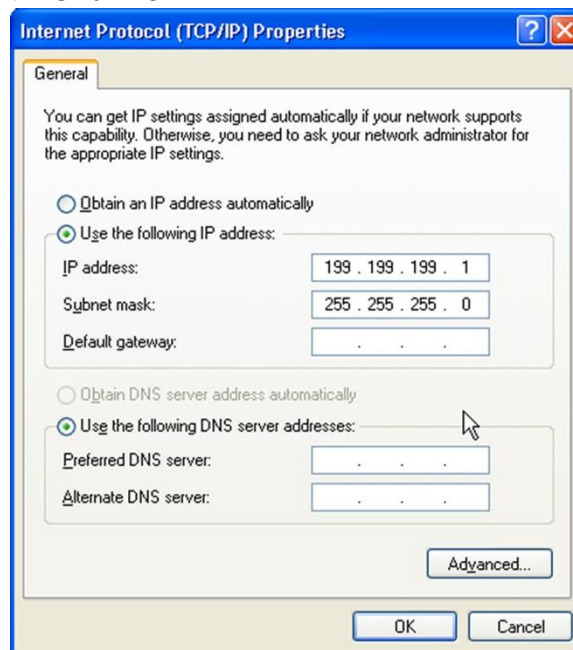 Internet Protocol (TCP/IP) Properties
General
You can get IP settings assigned automatically if your network supports
this capability. Otherwise, you need to ask your network administrator for
the appropriate IP settings.
Obtain an IP address automatically
Use the following IP address:
IP address: 199 . 199 . 199 . 1
Subnet mask: 255 . 255 . 255 . 0
Default gateway: . . .
Obtain DNS server address automatically
Use the following DNS server addresses:
Preferred DNS server: . . .
Alternate DNS server: . . .
Advanced...
OK Cancel